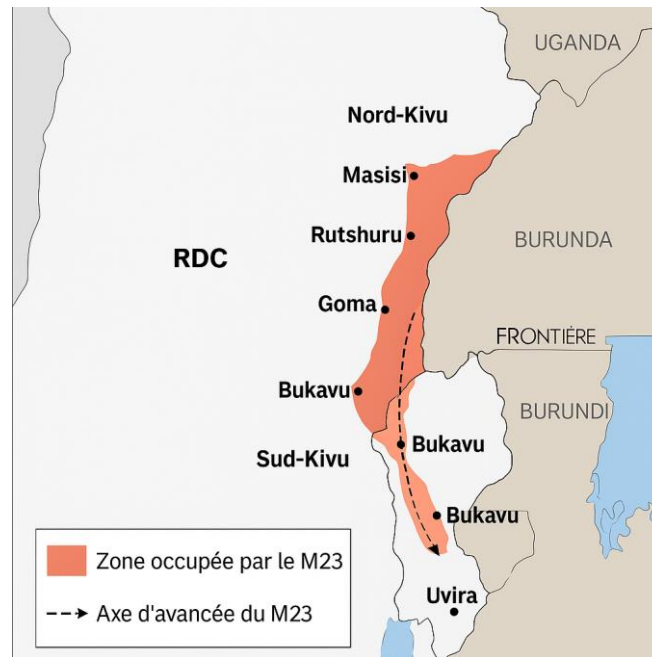 UGANDA
Nord-Kivu
Masisi
Rutshuru
BURUNDA
RDC
Goma
FRONTIÉRE
Bukavu
BURUNDI
Bukavu
Sud-Kivu
Bukavu
Zone occupée par le M23
Uvira
Axe d'avancée du M23